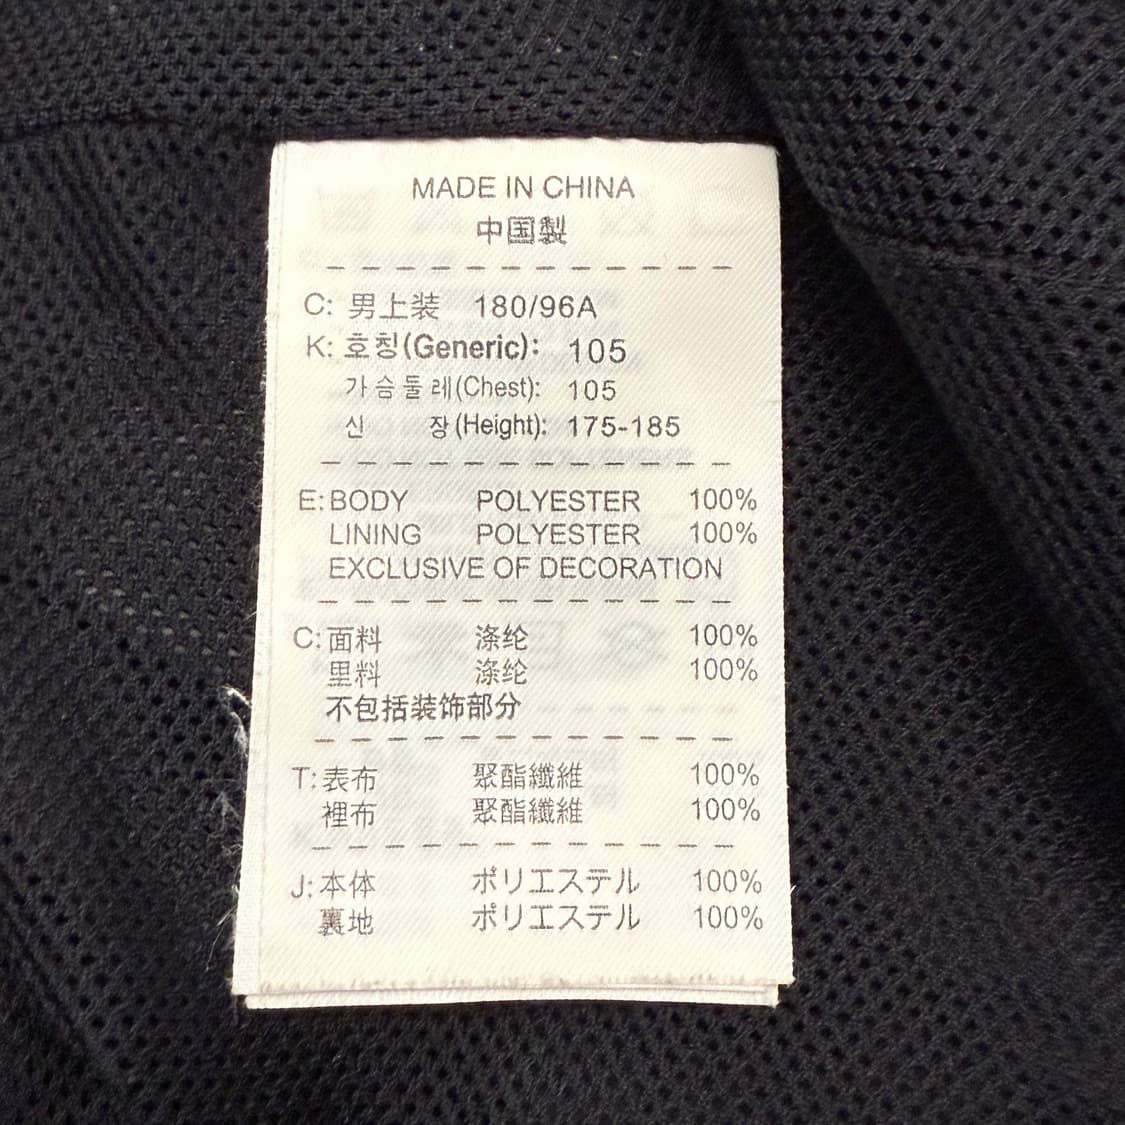 MADE IN CHINA
中国製
C: 男上装 180/96A
K: 호칭(Generic): 105
가슴둘레(Chest): 105
신 장(Height): 175-185
E: BODY POLYESTER 100%
LINING POLYESTER 100%
EXCLUSIVE OF DECORATION
C: 面料 涤纶 100%
里料 涤纶 100%
不包括装饰部分
T: 表布 聚酯纖維 100%
裡布 聚酯纖維 100%
J: 本体 ポリエステル 100%
裏地 ポリエステル 100%